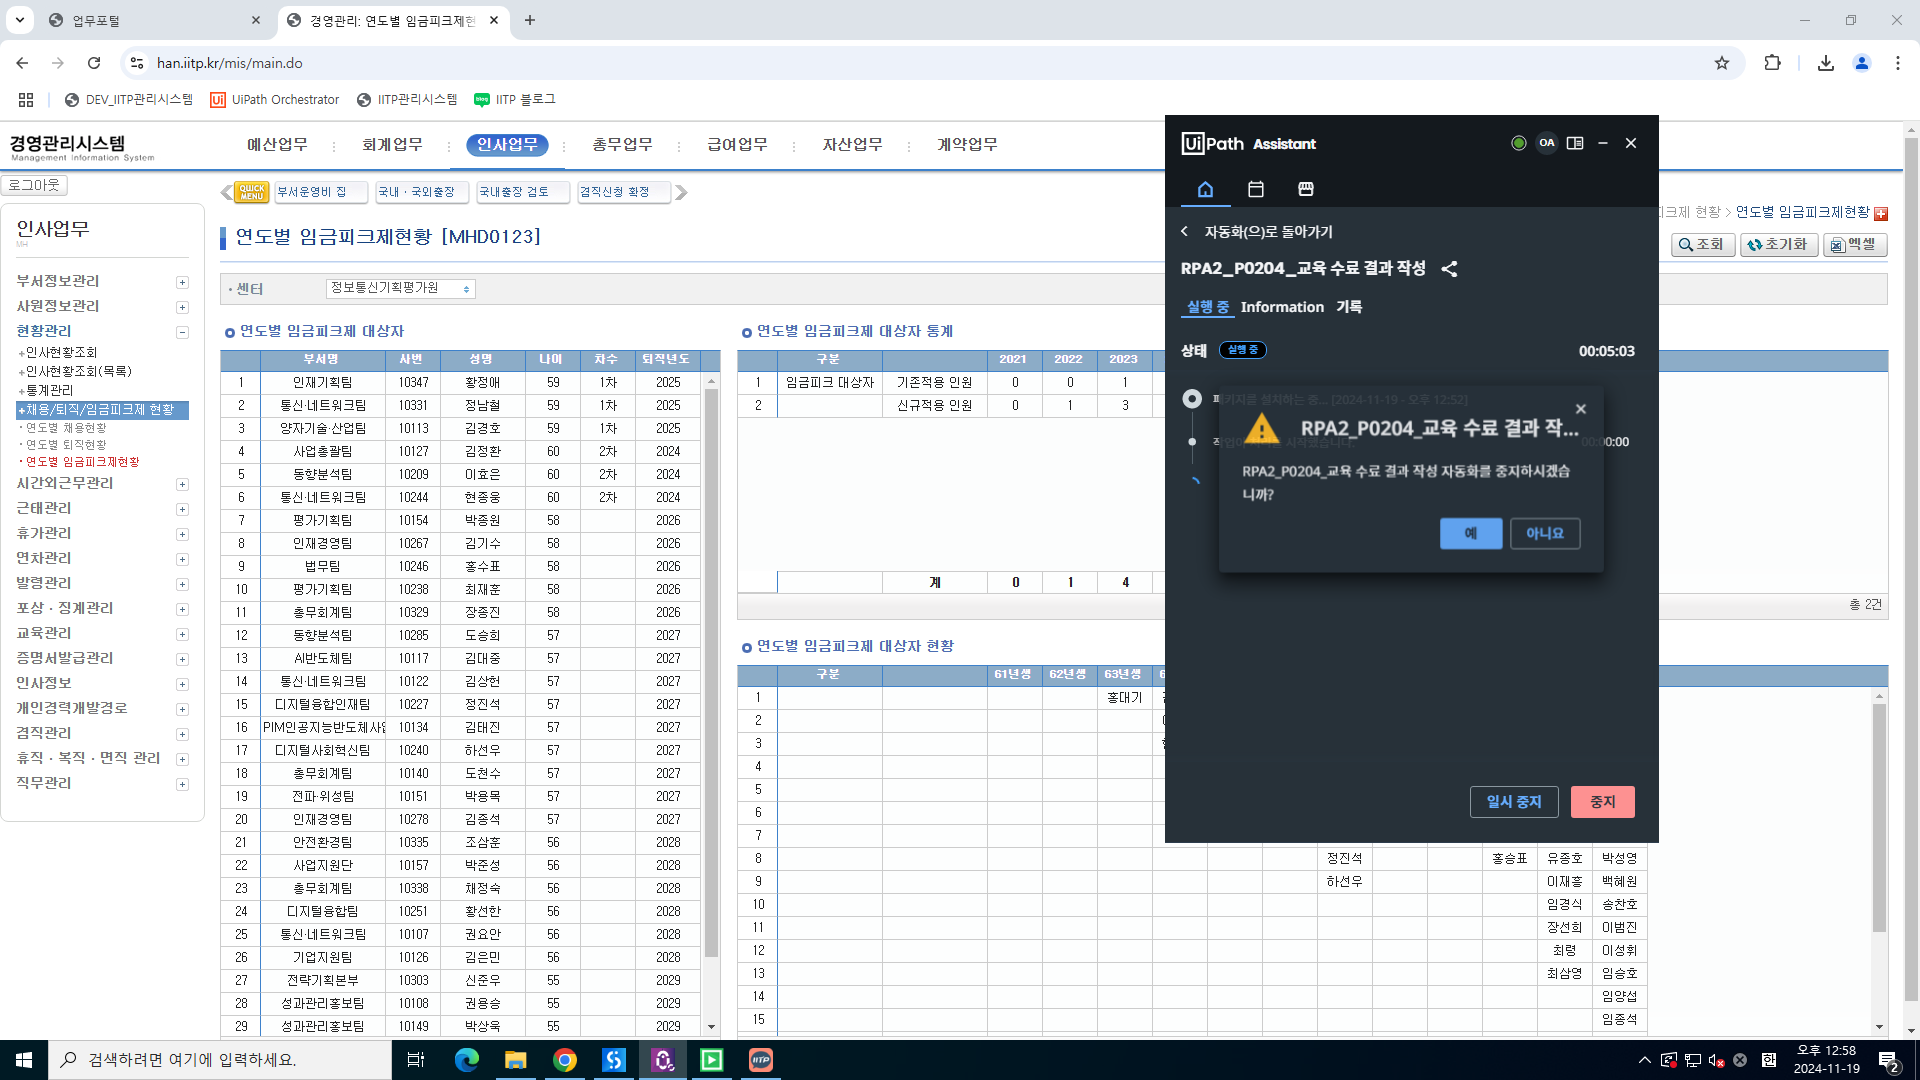 업무포털
경영관리: 연도별 임금피크제현
han.iitp.kr/mis/main.do
DEV_IITP관리시스템
UiPath Orchestrator
IITP관리시스템
IITP 블로그
경영관리시스템
Management Information System
예산업무 : 회계업무 : 인사업무 : 총무업무 : 급여업무 : 자산업무 : 계약업무
로그아웃
QUICK MENU
부서운영비 집
국내ㆍ국외출장
국내출장 검토
겸직신청 확정
피크제 현황 > 연도별 임금피크제현황
연도별 임금피크제현황 [MHD0123]
조회
초기화
엑셀
· 센터
정보통신기획평가원
인사업무
MH
부서정보관리
사원정보관리
현황관리
+인사현황조회
+인사현황조회(목록)
+통계관리
+채용/퇴직/임금피크제 현황
· 연도별 채용현황
· 연도별 퇴직현황
· 연도별 임금피크제현황
시간외근무관리
근태관리
휴가관리
연차관리
발령관리
포상ㆍ징계관리
교육관리
증명서발급관리
인사정보
개인경력개발경로
겸직관리
휴직ㆍ복직ㆍ면직 관리
직무관리
연도별 임금피크제 대상자
부서명 사번 성명 나이 차수 퇴직년도
1 인재기획팀 10347 황정애 59 1차 2025
2 통신·네트워크팀 10331 정남철 59 1차 2025
3 양자기술·산업팀 10113 김경호 59 1차 2025
4 사업총괄팀 10127 김정환 60 2차 2024
5 동향분석팀 10209 이효은 60 2차 2024
6 통신·네트워크팀 10244 현종웅 60 2차 2024
7 평가기획팀 10154 박종원 58 2026
8 인재경영팀 10267 김기수 58 2026
9 법무팀 10246 홍수표 58 2026
10 평가기획팀 10238 최재훈 58 2026
11 총무회계팀 10329 장종진 58 2026
12 동향분석팀 10285 도승희 57 2027
13 AI반도체팀 10117 김대중 57 2027
14 통신·네트워크팀 10122 김상헌 57 2027
15 디지털융합인재팀 10227 정진석 57 2027
16 PIM인공지능반도체사업 10134 김태진 57 2027
17 디지털사회혁신팀 10240 하선우 57 2027
18 총무회계팀 10140 도현수 57 2027
19 전파·위성팀 10151 박용목 57 2027
20 인재경영팀 10278 김종석 57 2027
21 안전환경팀 10335 조삼훈 56 2028
22 사업지원단 10157 박준성 56 2028
23 총무회계팀 10338 채정숙 56 2028
24 디지털융합팀 10251 황선한 56 2028
25 통신·네트워크팀 10107 권요안 56 2028
26 기업지원팀 10126 김은민 56 2028
27 전략기획본부 10303 신준우 55 2029
28 성과관리홍보팀 10108 권용승 55 2029
29 성과관리홍보팀 10149 박상욱 55 2029
연도별 임금피크제 대상자 통계
구분 2021 2022 2023
1 임금피크 대상자 기존적용 인원 0 0 1
2 신규적용 인원 0 1 3
계 0 1 4
총 2건
연도별 임금피크제 대상자 현황
구분 61년생 62년생 63년생 6
1 홍대기
2
3
4
5
6
7
8 정진석 홍승표 유종호 박성영
9 하선우 이재흥 백혜원
10 임경식 송찬호
11 장선희 이범진
12 최령 이성휘
13 최삼영 임승호
14 임양섭
15 임종석
UiPath Assistant
OA
자동화(으)로 돌아가기
RPA2_P0204_교육 수료 결과 작성
실행 중 Information 기록
상태 실행 중 00:05:03
패키지를 설치하는 중... [2024-11-19 - 오후 12:52]
00:00:00
RPA2_P0204_교육 수료 결과 작...
RPA2_P0204_교육 수료 결과 작성 자동화를 중지하시겠습
니까?
예
아니요
일시 중지
중지
검색하려면 여기에 입력하세요.
IITP
한
오후 12:58
2024-11-19
2